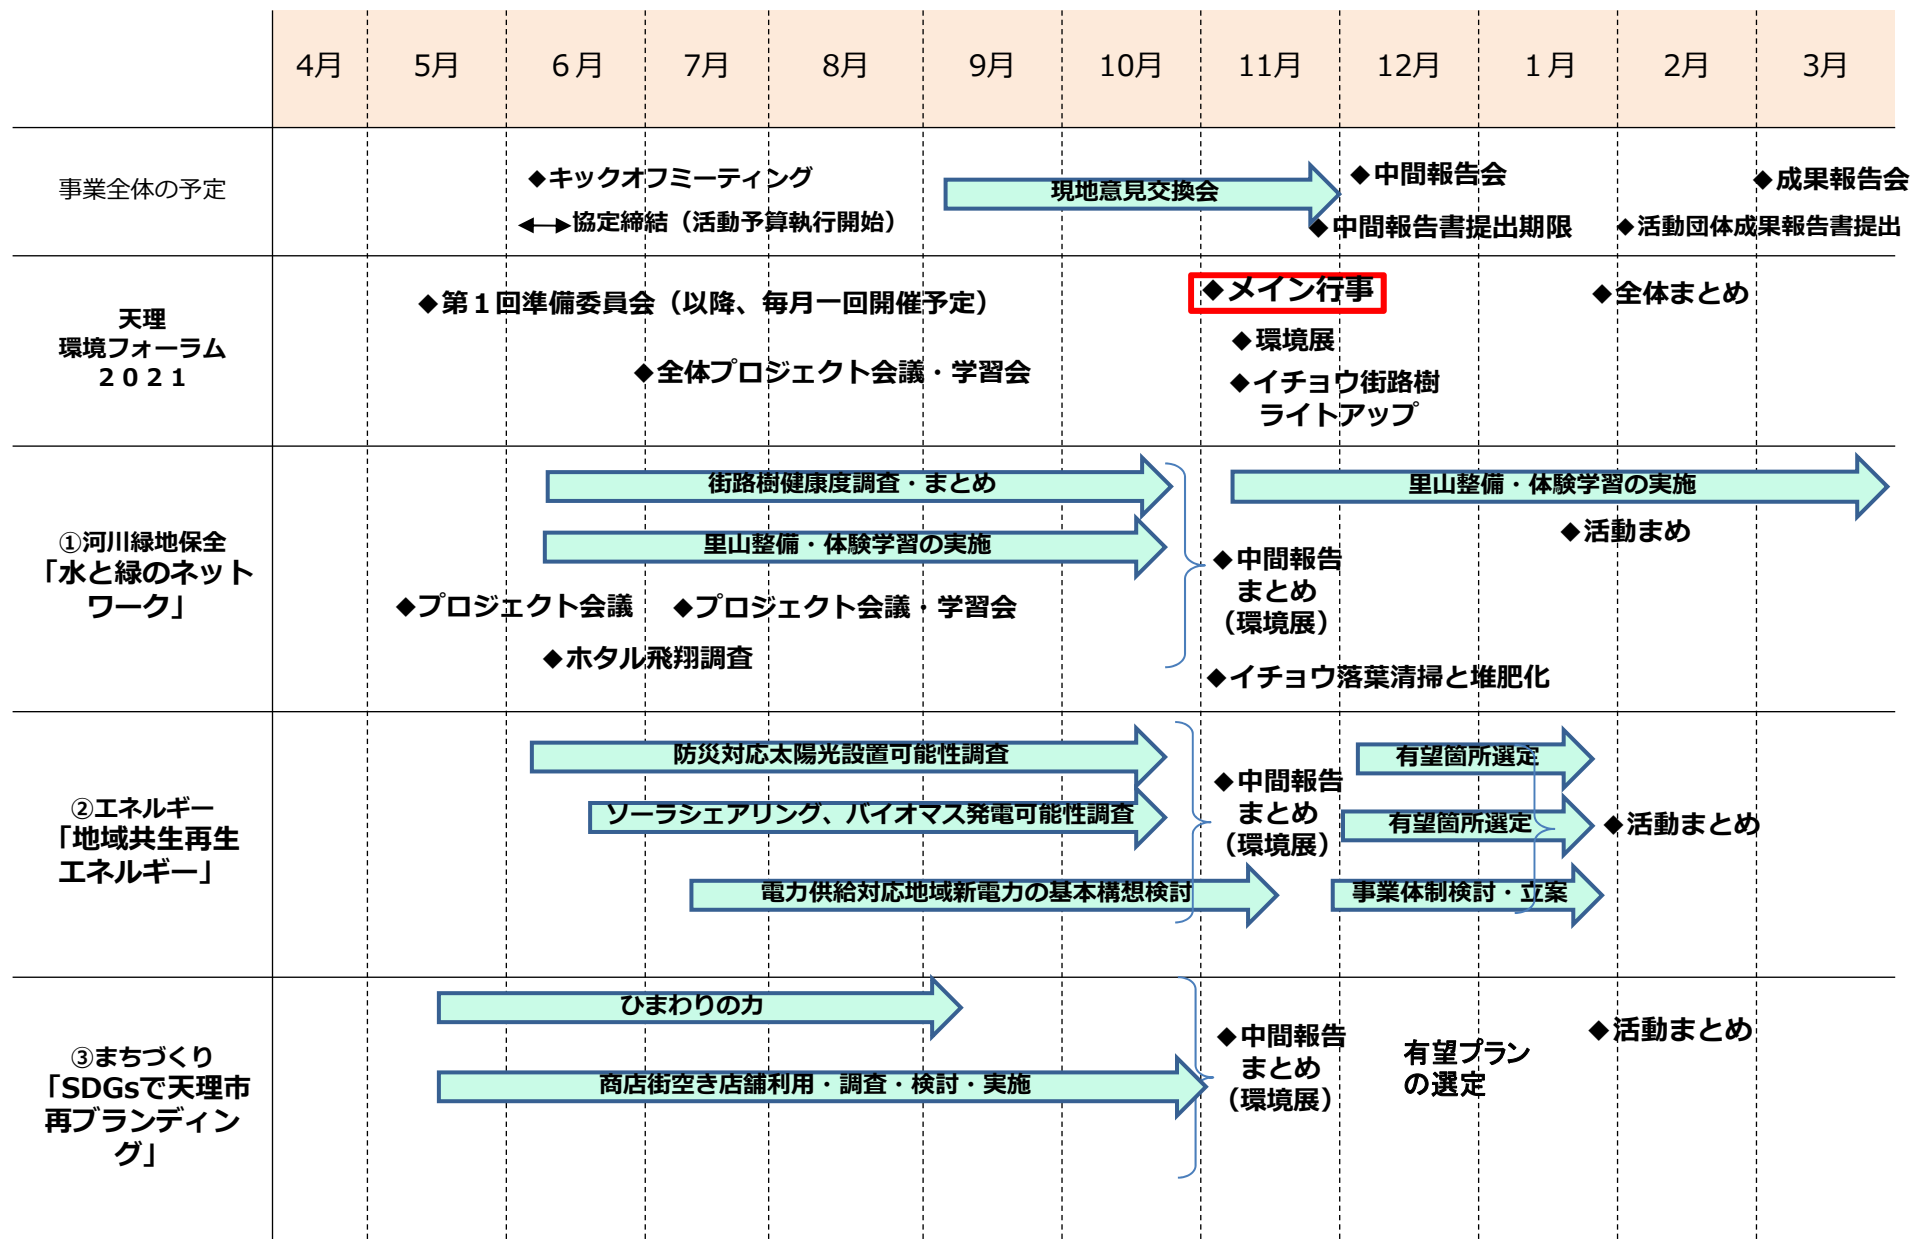 4月 5月 6月 7月 8月 9月 10月 11月 12月 1月 2月 3月
事業全体の予定
◆キックオフミーティング
協定締結（活動予算執行開始）
現地意見交換会
◆中間報告会
◆中間報告書提出期限
◆成果報告会
◆活動団体成果報告書提出
天理
環境フォーラム
２０２１
◆第１回準備委員会（以降、毎月一回開催予定）
◆全体プロジェクト会議・学習会
◆メイン行事
◆環境展
◆イチョウ街路樹
ライトアップ
◆全体まとめ
①河川緑地保全
「水と緑のネット
ワーク」
街路樹健康度調査・まとめ
里山整備・体験学習の実施
◆プロジェクト会議
◆プロジェクト会議・学習会
◆ホタル飛翔調査
◆中間報告
まとめ
（環境展）
◆イチョウ落葉清掃と堆肥化
里山整備・体験学習の実施
◆活動まめ
②エネルギー
「地域共生再生
エネルギー」
防災対応太陽光設置可能性調査
ソーラシェアリング、バイオマス発電可能性調査
電力供給対応地域新電力の基本構想検討
◆中間報告
まとめ
（環境展）
有望箇所選定
有望箇所選定
事業体制検討・立案
◆活動まとめ
③まちづくり
「SDGsで天理市
再ブランディン
グ」
ひまわりの力
商店街空き店舗利用・調査・検討・実施
◆中間報告
まとめ
（環境展）
有望プラン
の選定
◆活動まとめ